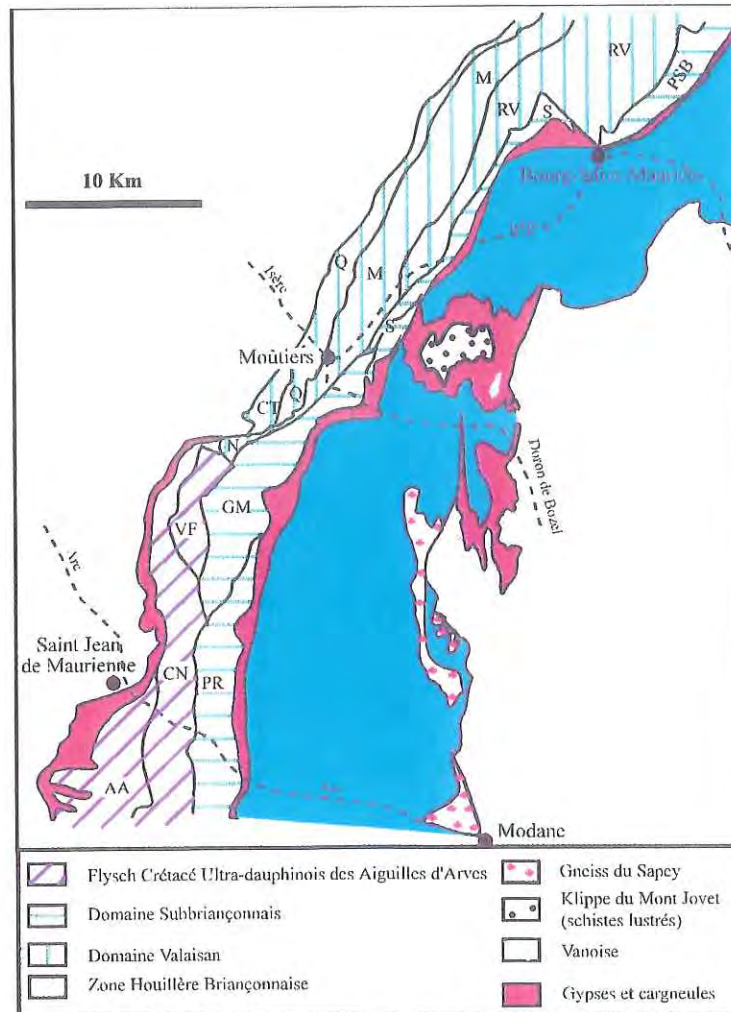 RV
M
PSB
RV
S
10 Km
Bourg-Saint-Maurice
Q
Isère
M
S
Moûtiers
Q
CT
CN
GM
Doron de Bozel
VF
Arc
Saint Jean
de Maurienne
CN
PR
AA
Arc
Modane
Flysch Crétacé Ultra-dauphinois des Aiguilles d'Arves
Domaine Subbriançonnais
Domaine Valaisan
Zone Houillère Briançonnaise
Gneiss du Sapey
Klippe du Mont Jovet
(schistes lustrés)
Vanoise
Gypses et cargneules